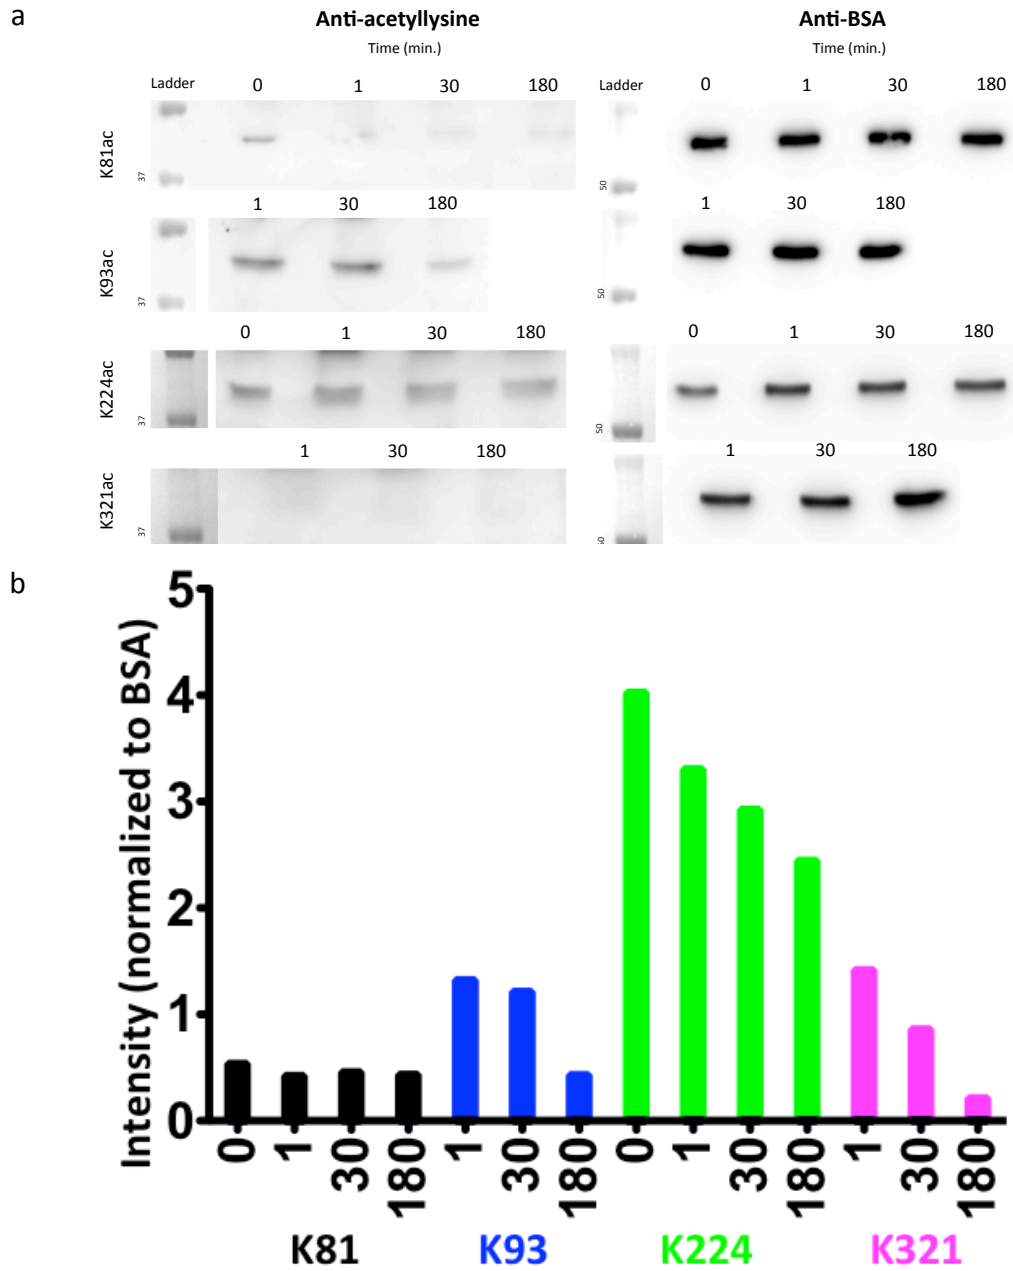 a
Anti-acetyllysine Anti-BSA
Time (min.) Time (min.)
Ladder 0 1 30 180 Ladder 0 1 30 180
K81ac 37 50
1 30 180 1 30 180
K93ac 37 50
0 1 30 180 0 1 30 180
K224ac 37 50
1 30 180 1 30 180
K321ac 37 50
b
Intensity (normalized to BSA)
5
4
3
2
1
0
0 1 30 180 1 30 180 0 1 30 180 1 30 180
K81 K93 K224 K321